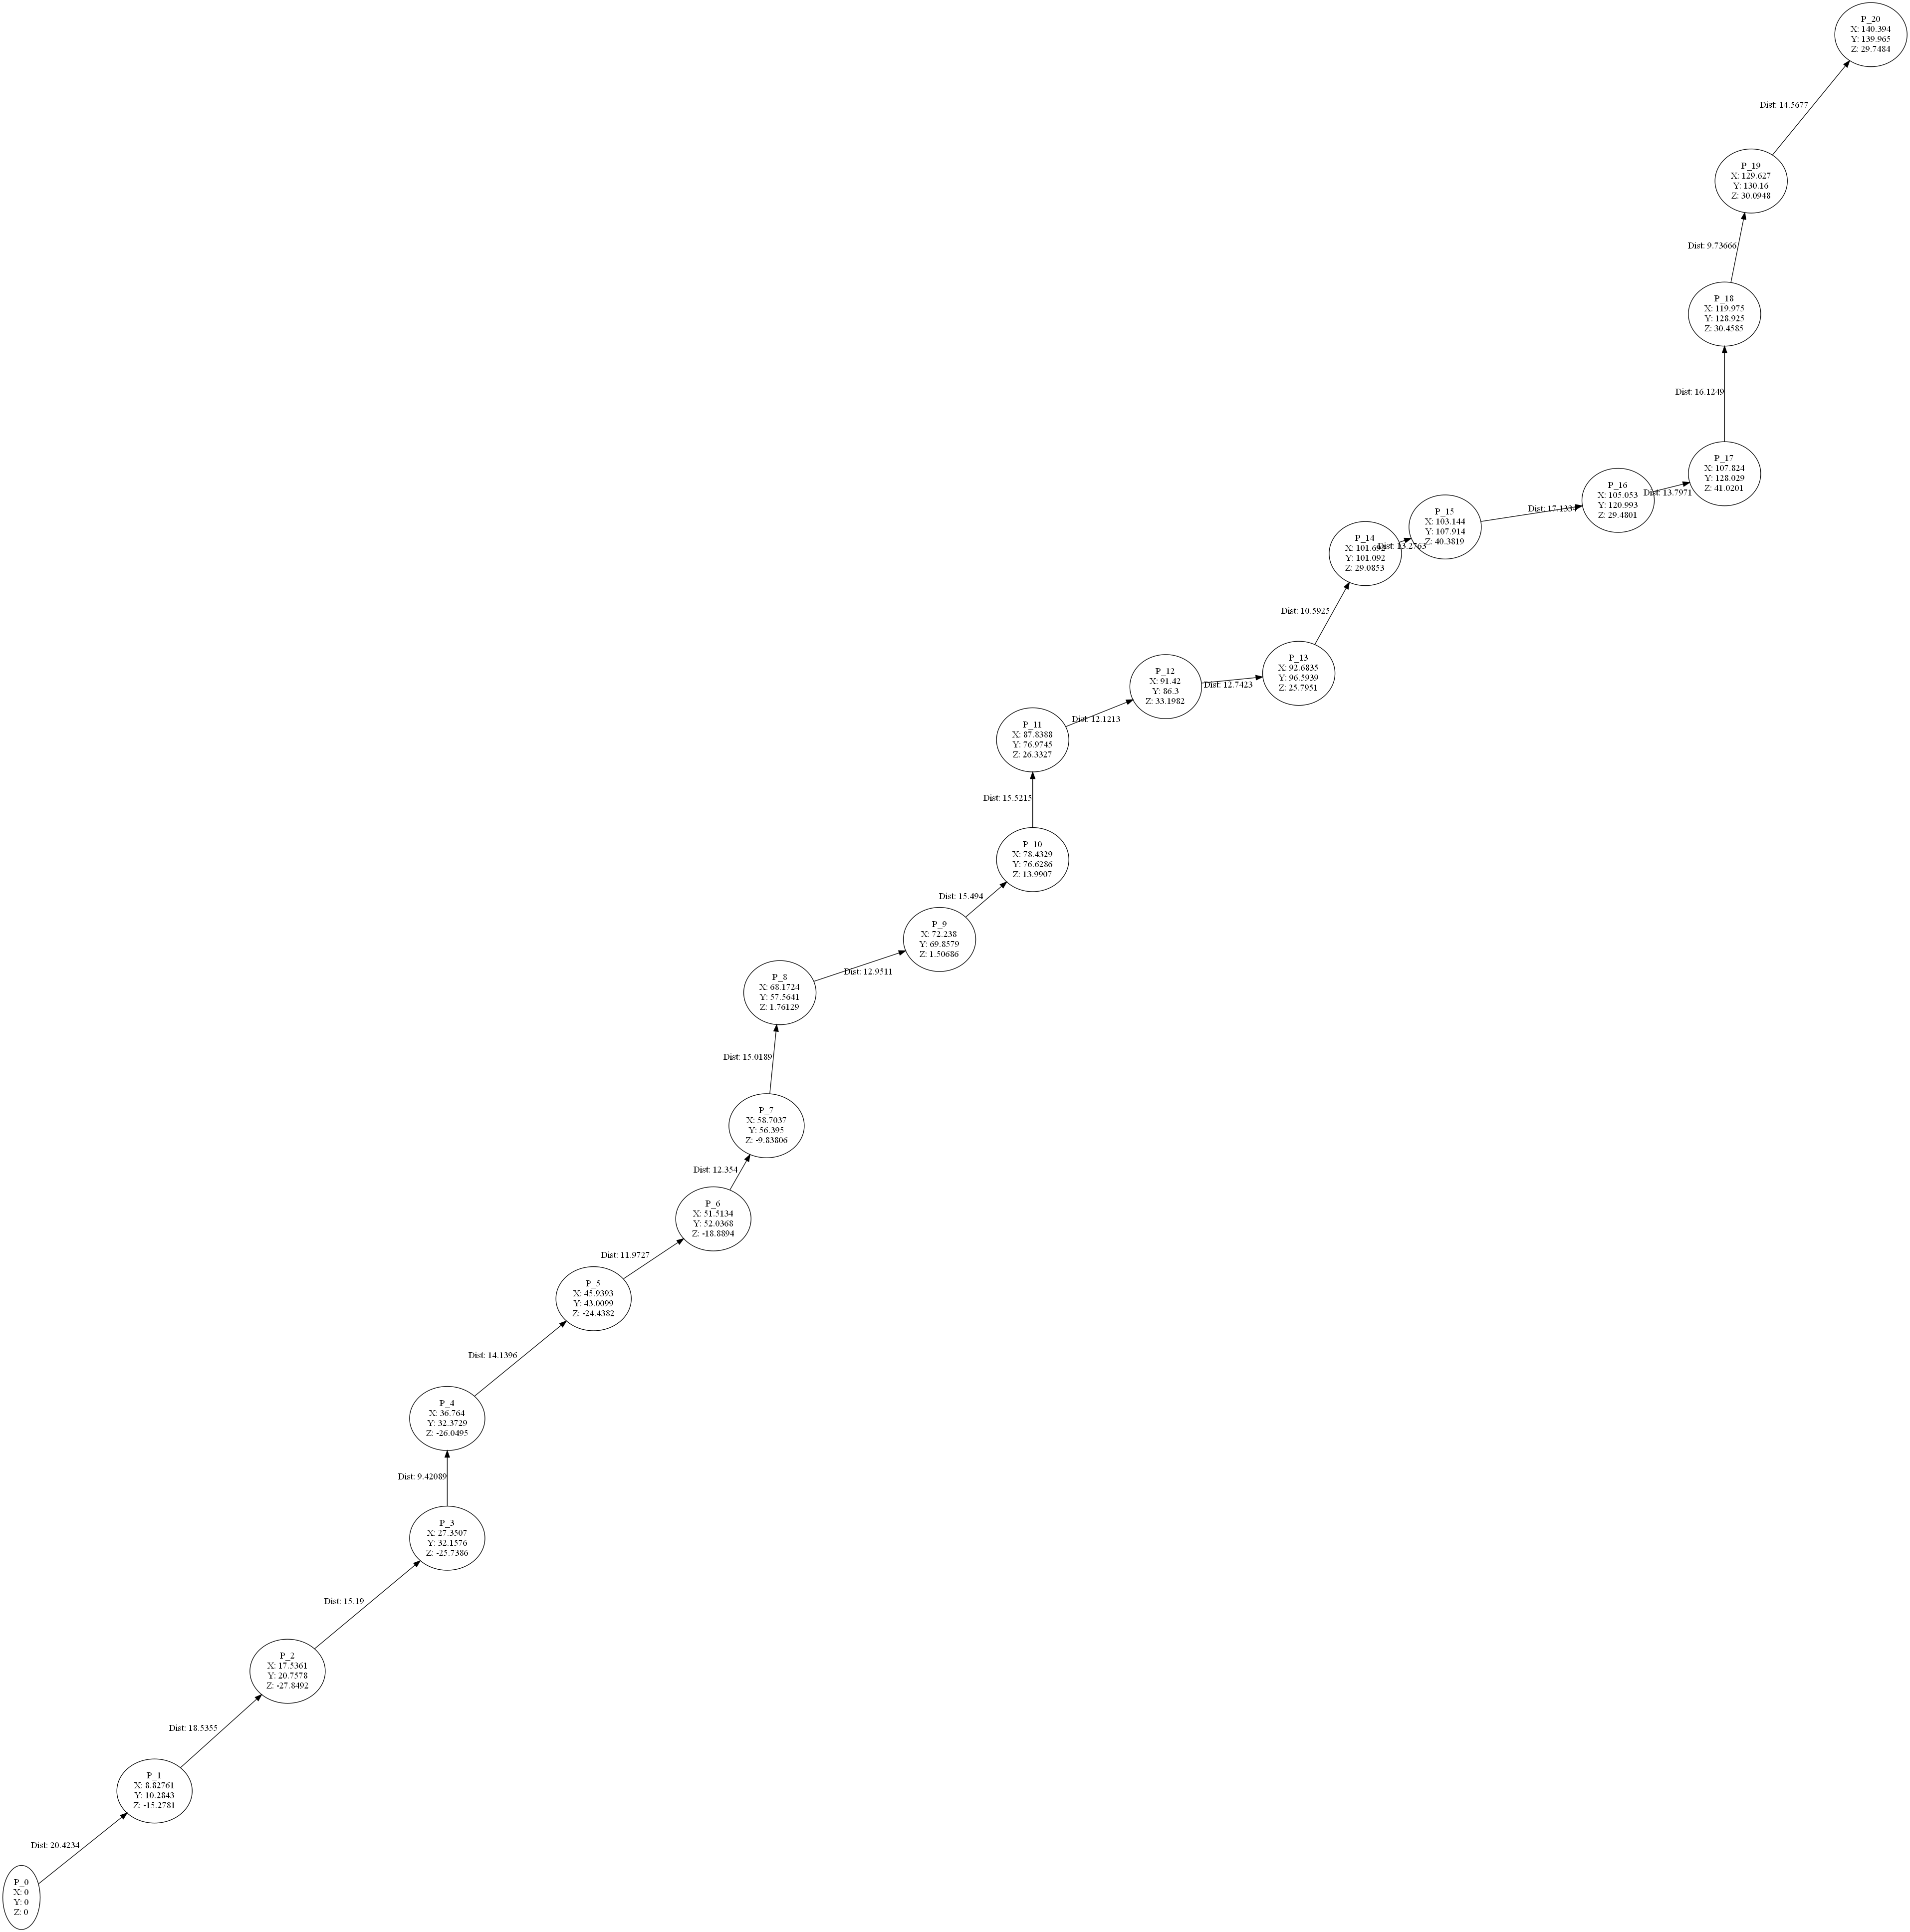 P_20
X: 140.394
Y: 139.965
Z: 29.7484
Dist: 14.5677
P_19
X: 129.627
Y: 130.16
Z: 30.0948
Dist: 9.73666
P_18
X: 119.975
Y: 128.925
Z: 30.4585
Dist: 16.1249
P_17
X: 107.824
Y: 128.029
Z: 41.0201
Dist: 13.7971
P_16
X: 105.053
Y: 120.993
Z: 29.4801
Dist:
P_15
X: 103.144
Y: 107.914
Z: 40.3819
Dist: 13.2763
P_14
X: 101.692
Y: 101.092
Z: 29.0853
Dist: 10.5925
P_13
X: 92.6835
Y: 96.5939
Z: 25.7951
Dist: 12.7423
P_12
X: 91.42
Y: 86.3
Z: 33.1982
Dist: 12.1213
P_11
X: 87.8388
Y: 76.9745
Z: 26.3327
Dist: 15.5215
P_10
X: 78.4329
Y: 76.6286
Z: 13.9907
Dist: 15.494
P_9
X: 72.238
Y: 69.8579
Z: 1.50686
Dist: 12.9511
P_8
X: 68.1724
Y: 57.5641
Z: 1.76129
Dist: 15.0189
P_7
X: 58.7037
Y: 56.395
Z: -9.83806
Dist: 12.354
P_6
X: 51.5134
Y: 52.0368
Z: -18.8894
Dist: 11.9727
P_5
X: 45.9393
Y: 43.0099
Z: -24.4382
Dist: 14.1396
P_4
X: 36.764
Y: 32.3729
Z: -26.0495
Dist: 9.42089
P_3
X: 27.3507
Y: 32.1576
Z: -25.7386
Dist: 15.19
P_2
X: 17.5361
Y: 20.7578
Z: -27.8492
Dist: 18.5355
P_1
X: 8.82761
Y: 10.2843
Z: -15.2781
Dist: 20.4234
P_0
X: 0
Y: 0
Z: 0